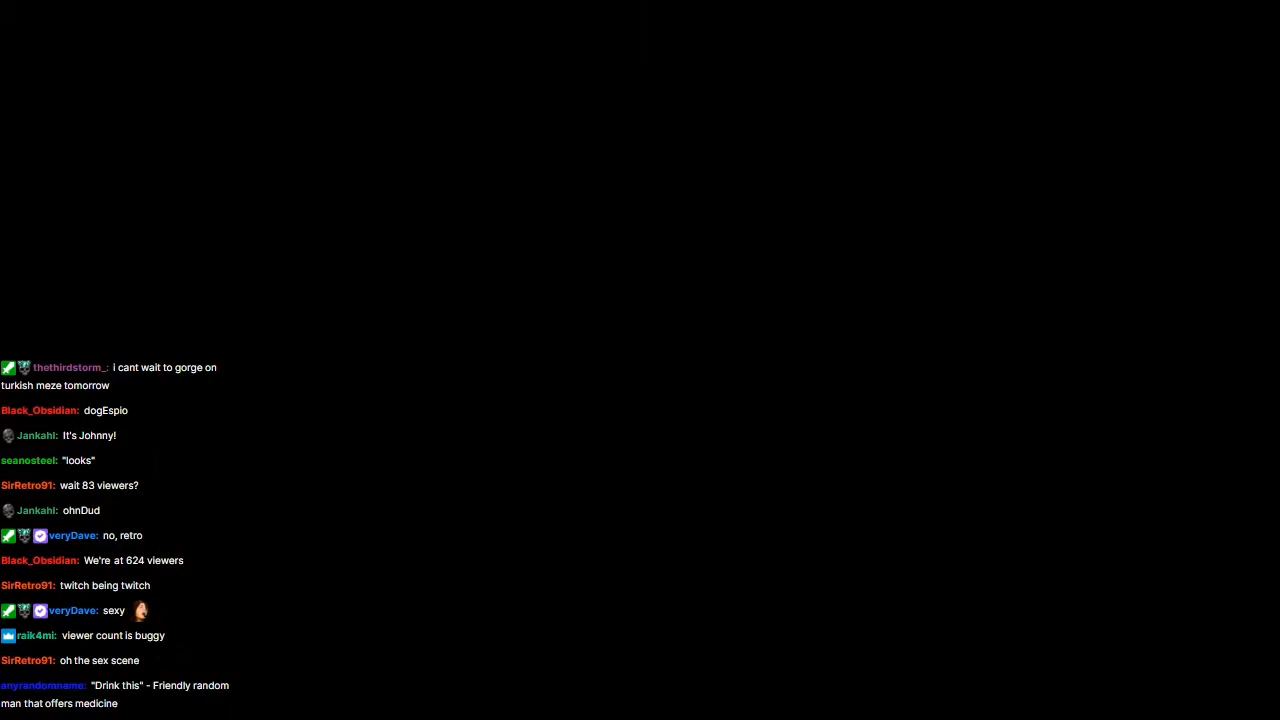 thethirdstorm_: i cant wait to gorge on
turkish meze tomorrow
Black_Obsidian: dogEspio
Jankahl: It's Johnny!
seanosteel: "looks"
SirRetro91: wait 83 viewers?
Jankahl: ohnDud
veryDave: no, retro
Black_Obsidian: We're at 624 viewers
SirRetro91: twitch being twitch
veryDave: sexy
raik4mi: viewer count is buggy
SirRetro91: oh the sex scene
anyrandomname: "Drink this" - Friendly random
man that offers medicine